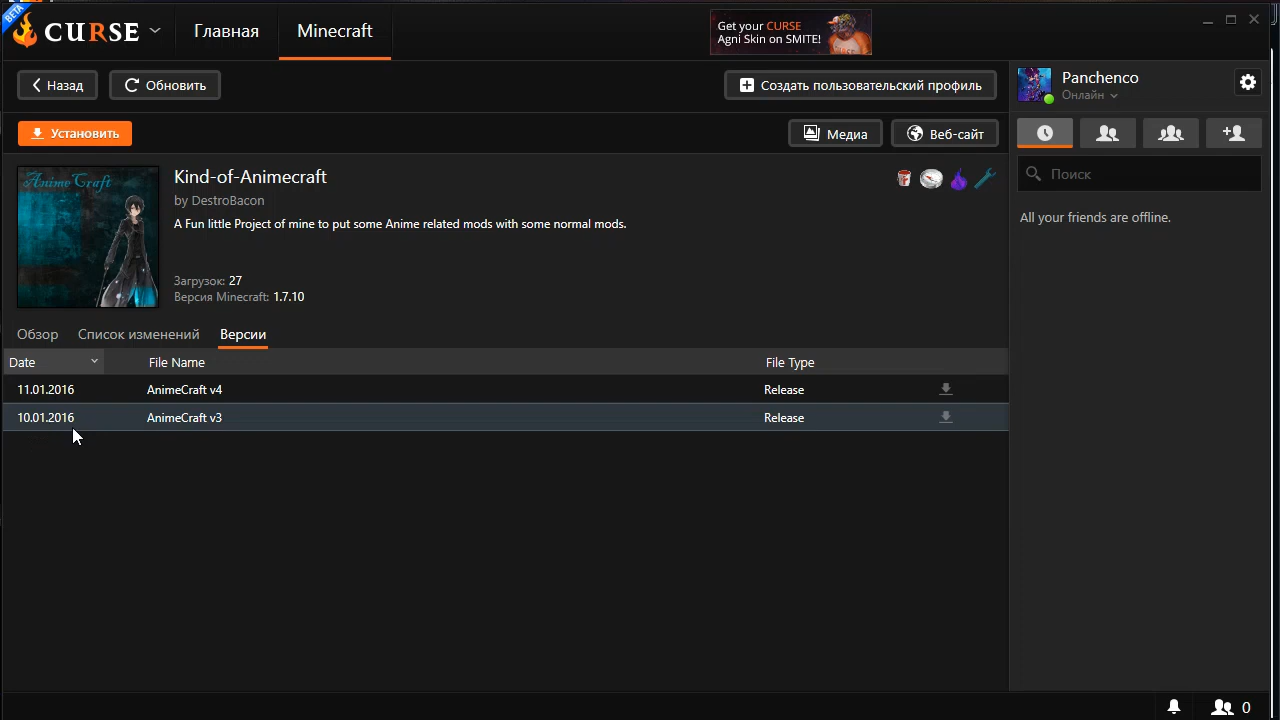 BETA
CURSE
Главная
Minecraft
Get your CURSE
Agni Skin on SMITE!
Назад
Обновить
Создать пользовательский профиль
Panchenco
Онлайн
Установить
Медиа
Веб-сайт
Поиск
Anime Craft
Kind-of-Animecraft
by DestroBacon
A Fun little Project of mine to put some Anime related mods with some normal mods.
All your friends are offline.
Загрузок: 27
Версия Minecraft: 1.7.10
Обзор
Список изменений
Версии
Date
File Name
File Type
11.01.2016
AnimeCraft v4
Release
10.01.2016
AnimeCraft v3
Release
0